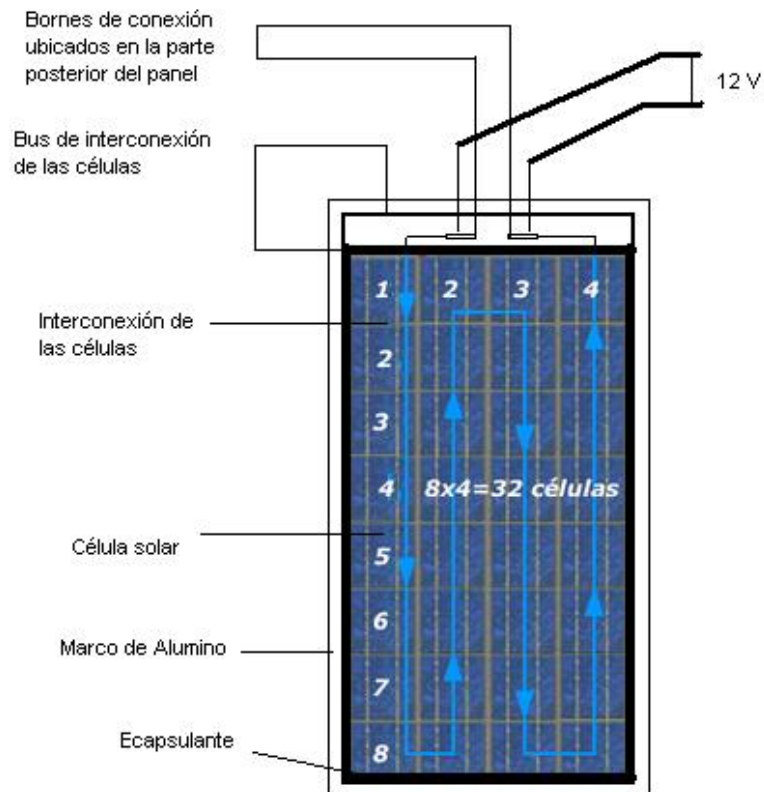 Bornes de conexión
ubicados en la parte
posterior del panel
12 V
Bus de interconexión
de las células
1 2 3 4
Interconexión de
las células
2
3
4 8x4=32 células
Célula solar
5
6
Marco de Alumino
7
Ecapsulante
8